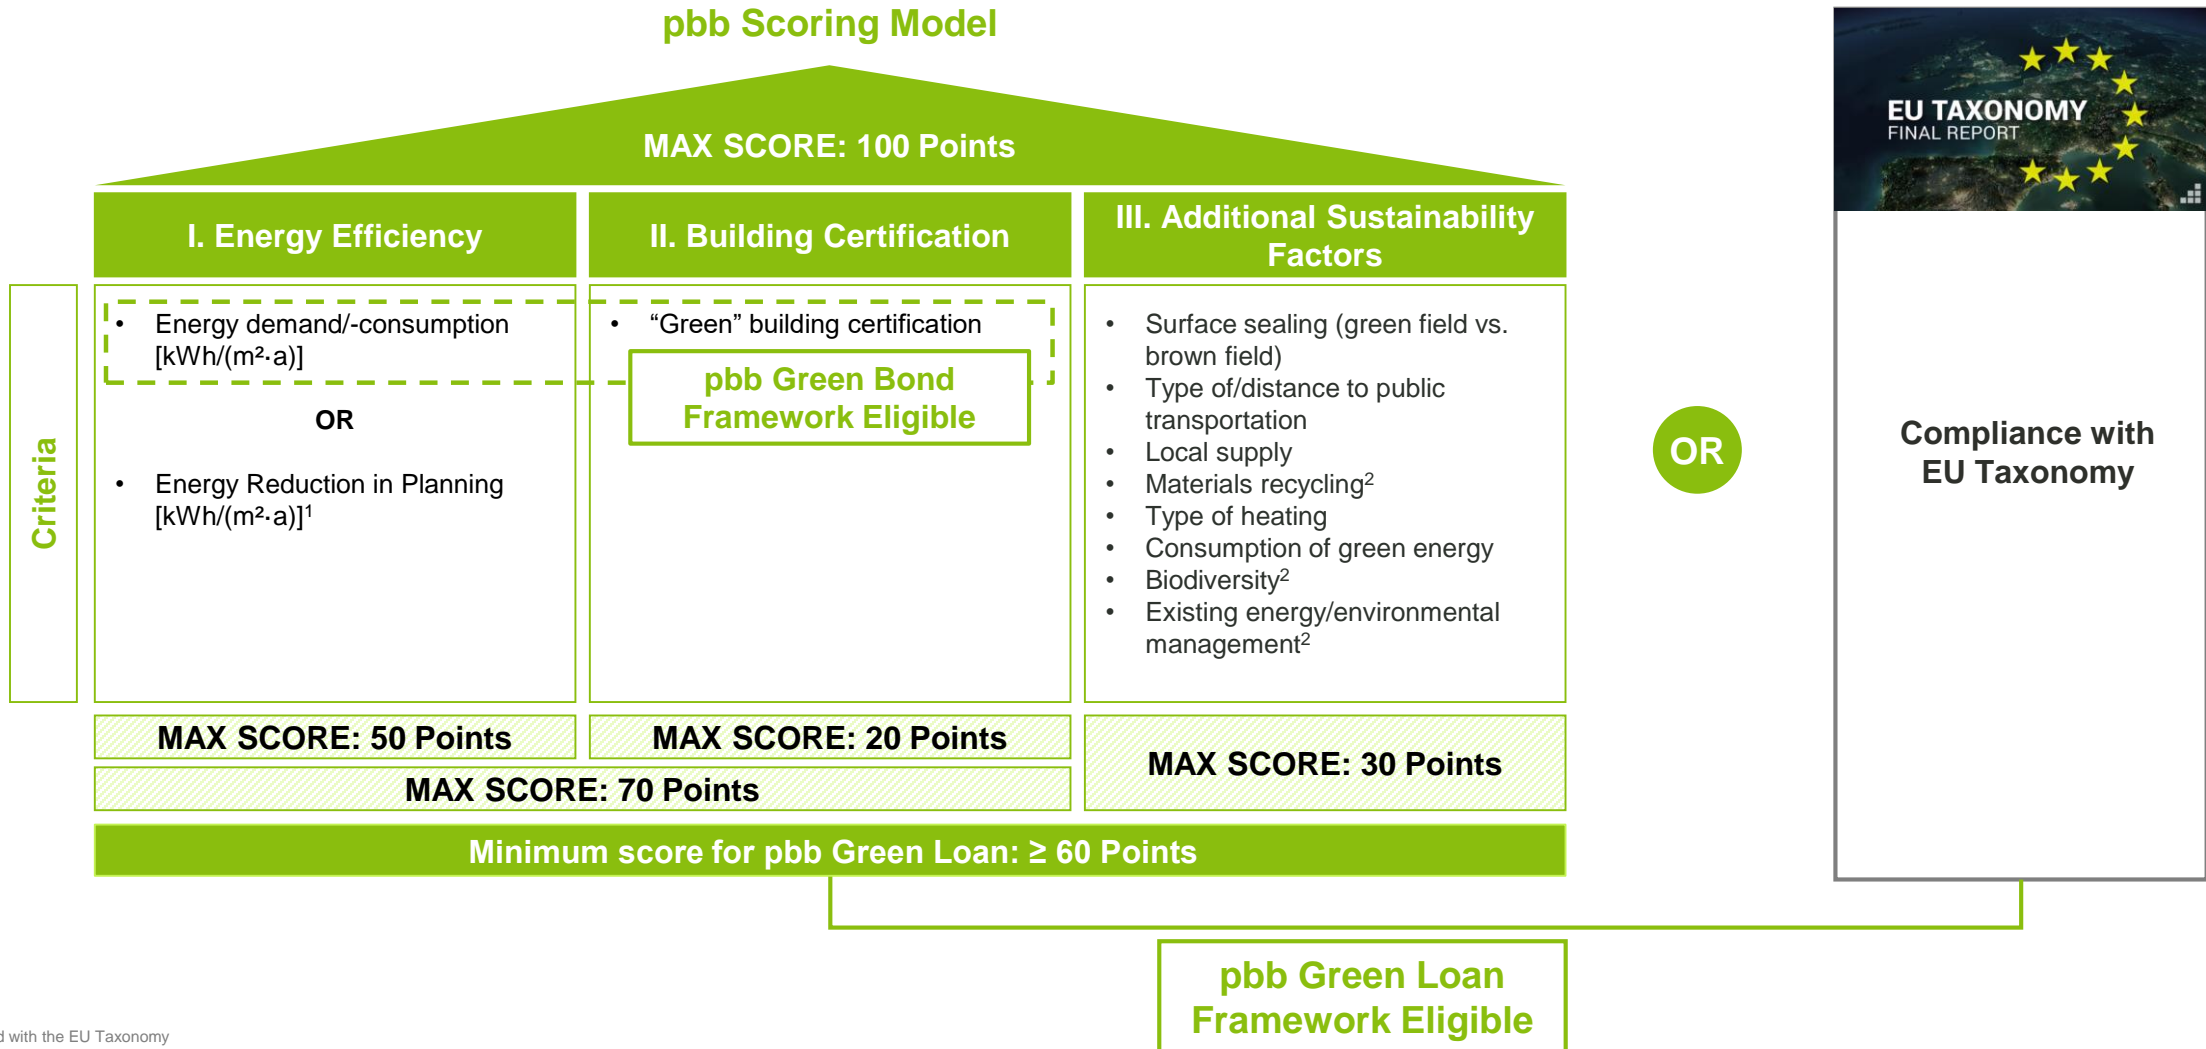 pbb Scoring Model
MAX SCORE: 100 Points
I. Energy Efficiency
II. Building Certification
III. Additional Sustainability
Factors
Criteria
• Energy demand/-consumption
[kWh/(m²·a)]
OR
• Energy Reduction in Planning
[kWh/(m²·a)]¹
• “Green” building certification
pbb Green Bond
Framework Eligible
• Surface sealing (green field vs.
brown field)
• Type of/distance to public
transportation
• Local supply
• Materials recycling²
• Type of heating
• Consumption of green energy
• Biodiversity²
• Existing energy/environmental
management²
MAX SCORE: 50 Points
MAX SCORE: 20 Points
MAX SCORE: 70 Points
MAX SCORE: 30 Points
Minimum score for pbb Green Loan: ≥ 60 Points
OR
EU TAXONOMY
FINAL REPORT
Compliance with
EU Taxonomy
pbb Green Loan
Framework Eligible
with the EU Taxonomy